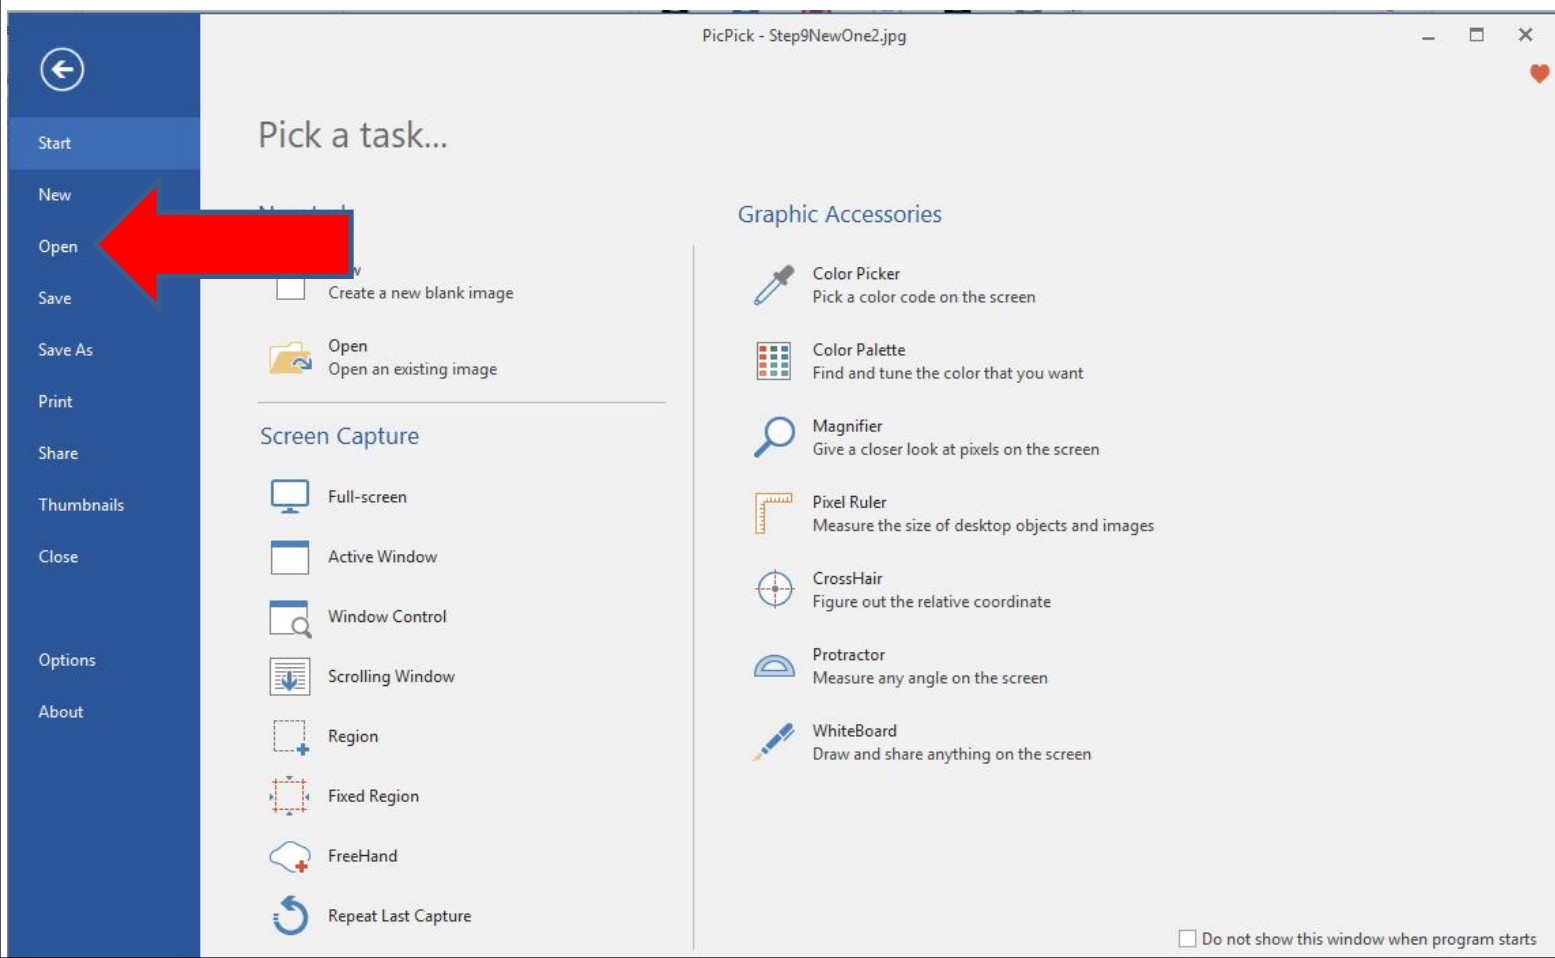 PicPick - Step9NewOne2.jpg
Start
New
Open
Save
Save As
Print
Share
Thumbnails
Close
Options
About
Pick a task...
Create a new blank image
Open
Open an existing image
Screen Capture
Full-screen
Active Window
Window Control
Scrolling Window
Region
Fixed Region
FreeHand
Repeat Last Capture
Graphic Accessories
Color Picker
Pick a color code on the screen
Color Palette
Find and tune the color that you want
Magnifier
Give a closer look at pixels on the screen
Pixel Ruler
Measure the size of desktop objects and images
CrossHair
Figure out the relative coordinate
Protractor
Measure any angle on the screen
WhiteBoard
Draw and share anything on the screen
Do not show this window when program starts